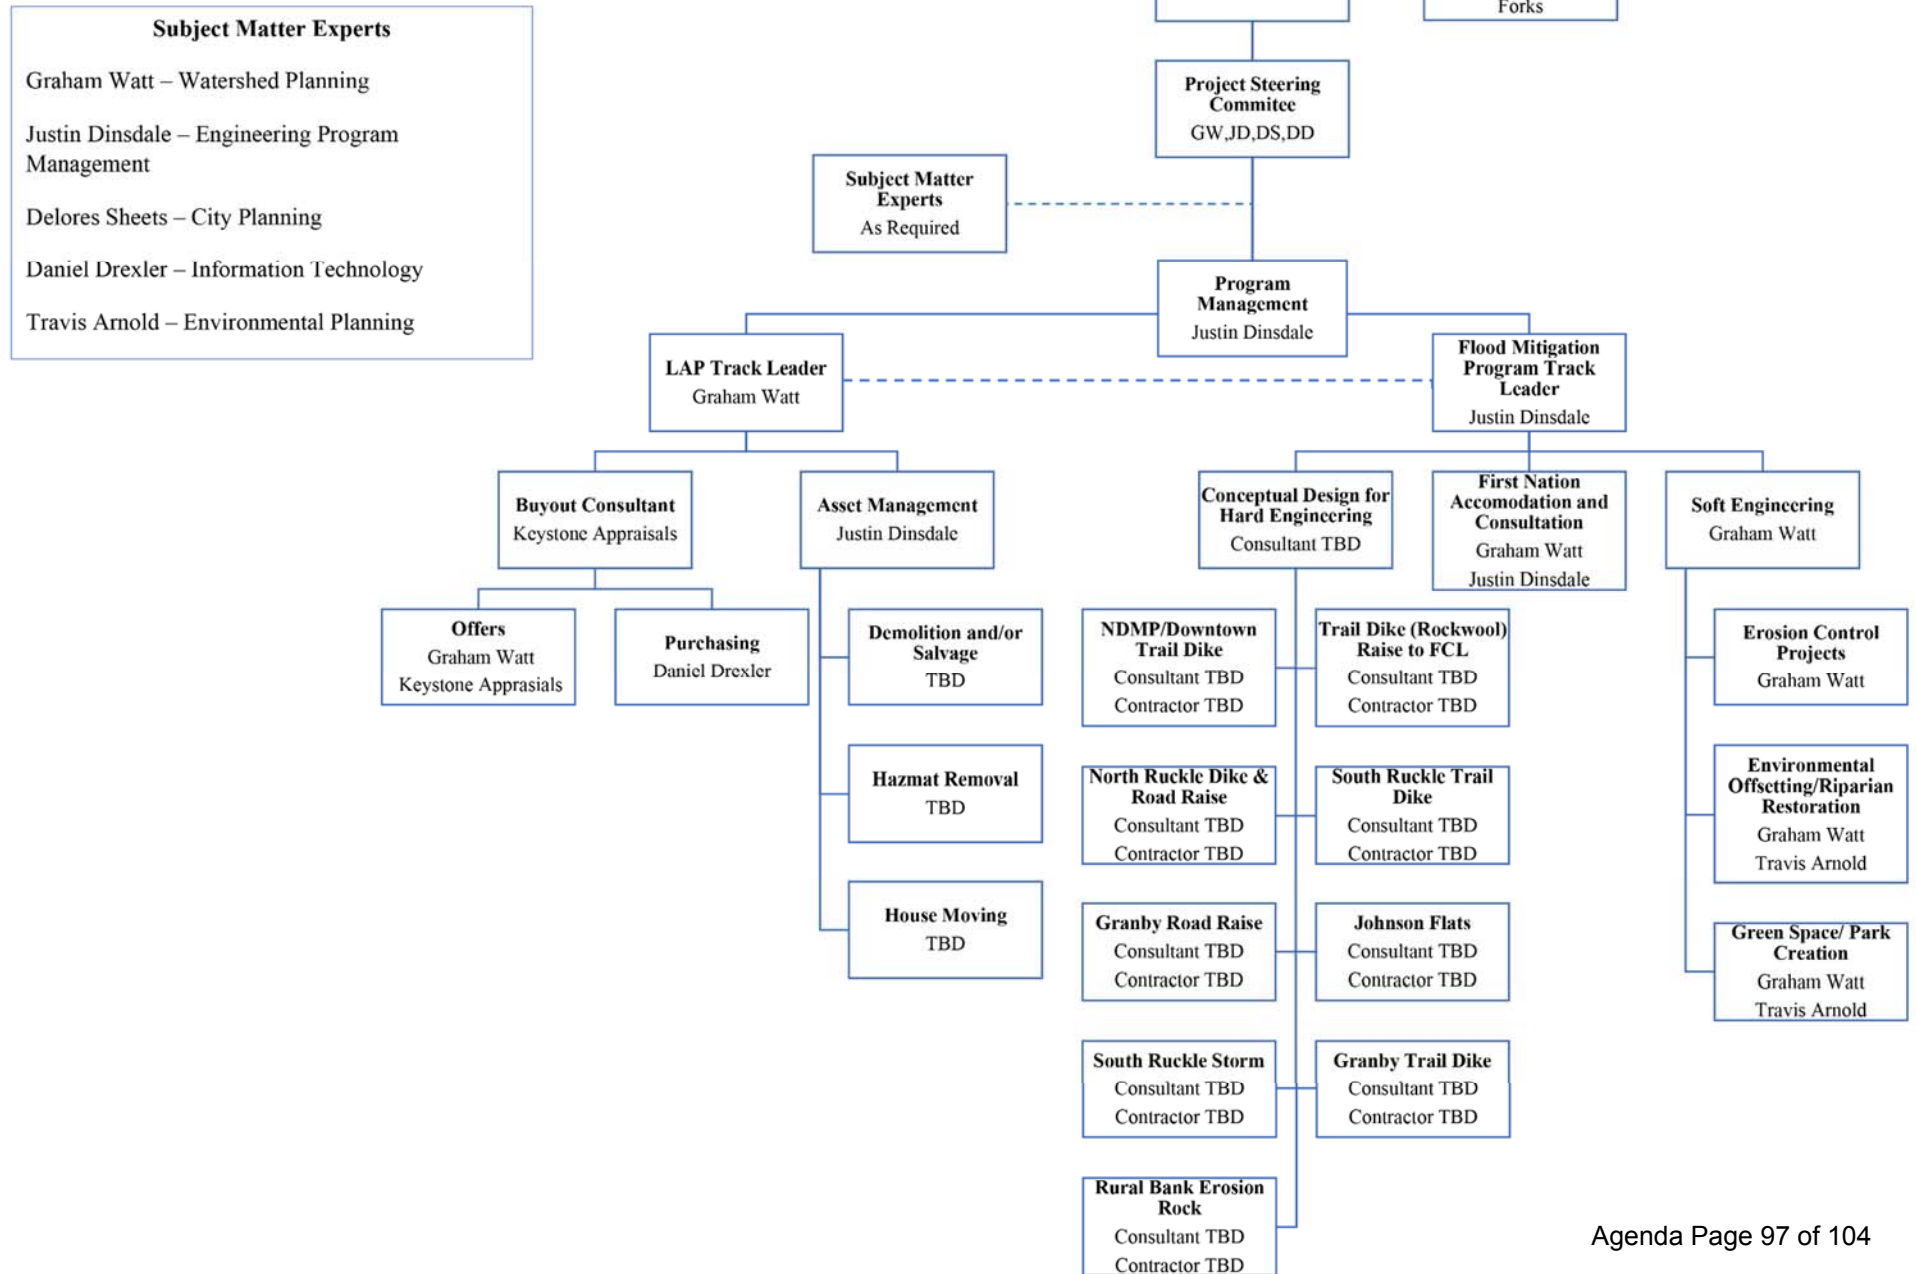 Forks
Subject Matter Experts
Graham Watt – Watershed Planning
Justin Dinsdale – Engineering Program
Management
Delores Sheets – City Planning
Daniel Drexler – Information Technology
Travis Arnold – Environmental Planning
Project Steering
Commitee
GW,JD,DS,DD
Subject Matter
Experts
As Required
Program
Management
Justin Dinsdale
LAP Track Leader
Graham Watt
Flood Mitigation
Program Track
Leader
Justin Dinsdale
Buyout Consultant
Keystone Appraisals
Asset Management
Justin Dinsdale
Conceptual Design for
Hard Engineering
Consultant TBD
First Nation
Accomodation and
Consultation
Graham Watt
Justin Dinsdale
Soft Engineering
Graham Watt
Offers
Graham Watt
Keystone Apprasials
Purchasing
Daniel Drexler
Demolition and/or
Salvage
TBD
Hazmat Removal
TBD
House Moving
TBD
NDMP/Downtown
Trail Dike
Consultant TBD
Contractor TBD
Trail Dike (Rockwool)
Raise to FCL
Consultant TBD
Contractor TBD
North Ruckle Dike &
Road Raise
Consultant TBD
Contractor TBD
South Ruckle Trail
Dike
Consultant TBD
Contractor TBD
Granby Road Raise
Consultant TBD
Contractor TBD
Johnson Flats
Consultant TBD
Contractor TBD
South Ruckle Storm
Consultant TBD
Contractor TBD
Granby Trail Dike
Consultant TBD
Contractor TBD
Rural Bank Erosion
Rock
Consultant TBD
Contractor TBD
Erosion Control
Projects
Graham Watt
Environmental
Offsetting/Riparian
Restoration
Graham Watt
Travis Arnold
Green Space/ Park
Creation
Graham Watt
Travis Arnold
Agenda Page 97 of 104